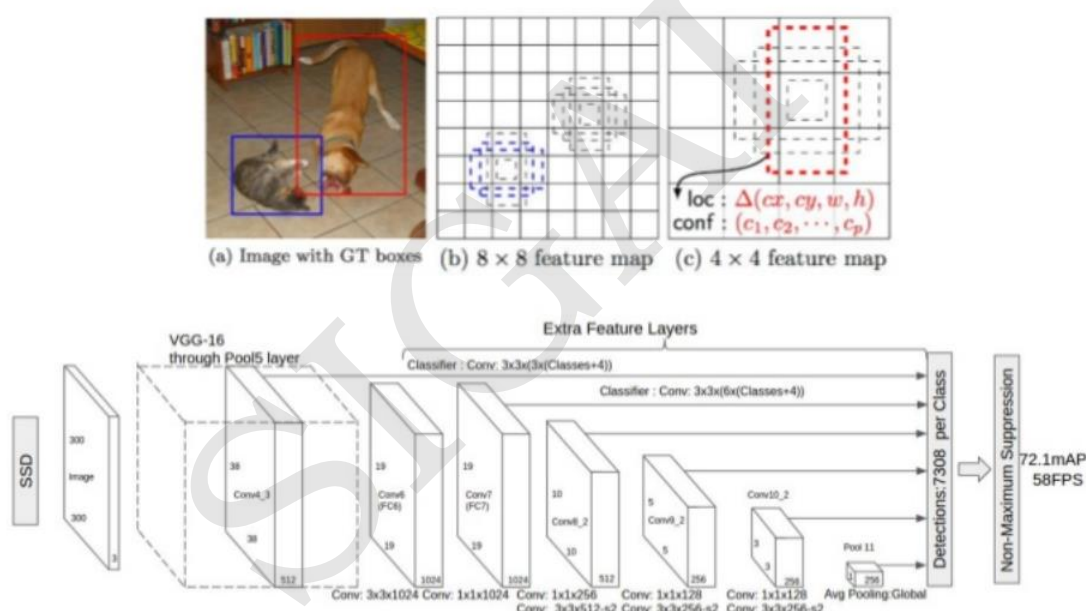 loc : Δ(cx, cy, w, h)
conf : (c₁, c₂, ⋯, cₚ)
(a) Image with GT boxes
(b) 8 × 8 feature map
(c) 4 × 4 feature map
SIGAI
Extra Feature Layers
VGG-16
through Pool5 layer
Classifier : Conv: 3x3x(3x(Classes+4))
Classifier : Conv: 3x3x(6x(Classes+4))
SSD
300
Image
300
3
38
Conv4_3
38
512
19
Conv6
(FC6)
19
1024
19
Conv7
(FC7)
19
1024
10
Conv8_2
10
512
5
Conv9_2
5
256
Conv10_2
3
3
256
Pool 11
1
256
Detections:7308 per Class
Non-Maximum Suppression
72.1mAP
58FPS
Conv: 3x3x1024
Conv: 1x1x1024
Conv: 1x1x256
Conv: 3x3x512-s2
Conv: 1x1x128
Conv: 3x3x256-s2
Conv: 1x1x128
Conv: 3x3x256-s2
Avg Pooling:Global